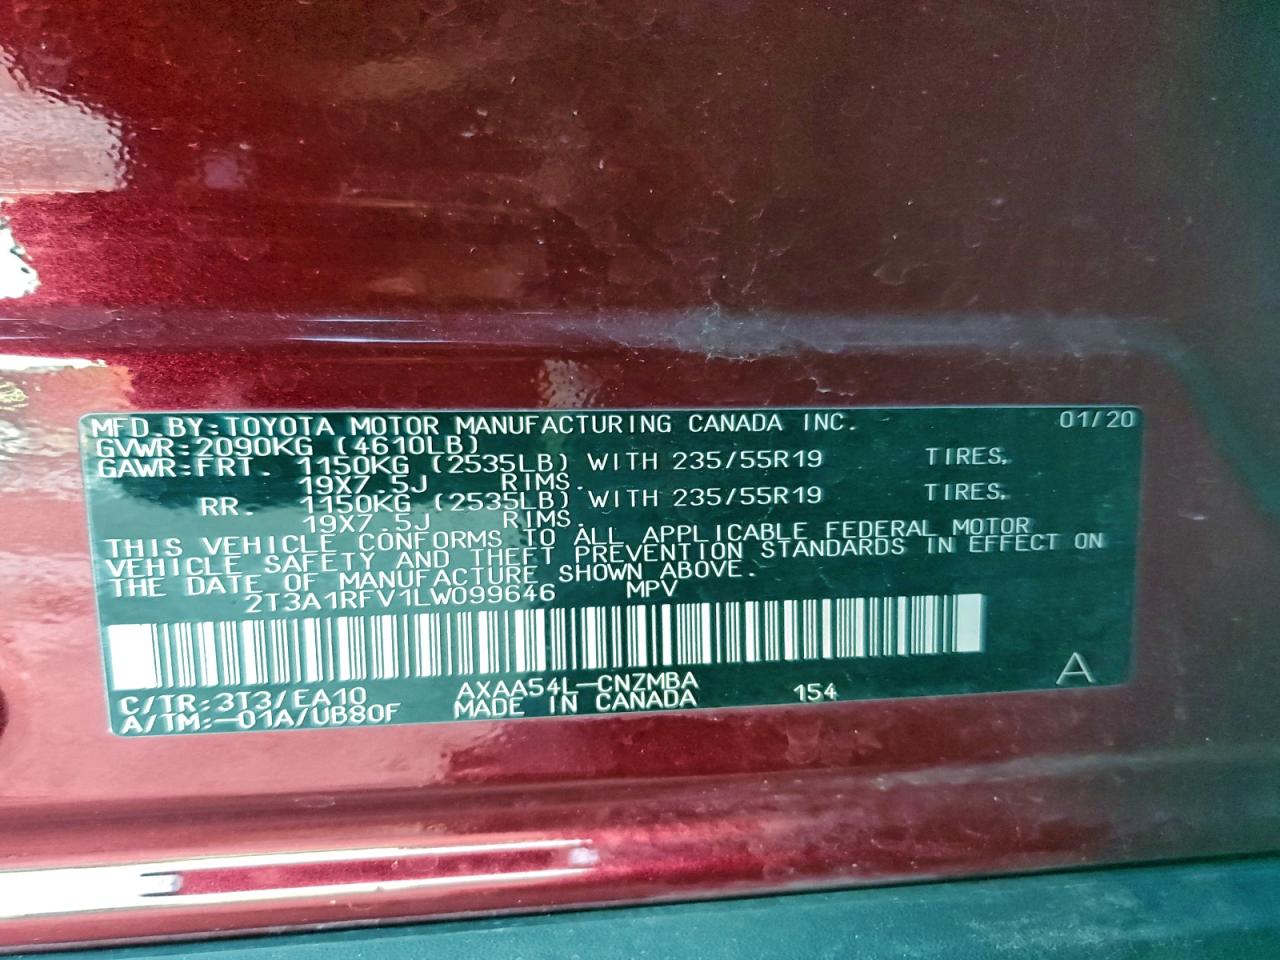 MFD.BY:TOYOTA MOTOR MANUFACTURING CANADA INC. 01/20
GVWR:2090KG (4610LB)
GAWR:FRT. 1150KG (2535LB) WITH 235/55R19 TIRES,
19X7.5J RIMS.
RR. 1150KG (2535LB) WITH 235/55R19 TIRES,
19X7.5J RIMS.
THIS VEHICLE CONFORMS TO ALL APPLICABLE FEDERAL MOTOR
VEHICLE SAFETY AND THEFT PREVENTION STANDARDS IN EFFECT ON
THE DATE OF MANUFACTURE SHOWN ABOVE.
2T3A1RFV1LW099646 MPV
C/TR:3T3/EA10 AXAA54L-CNZMBA 154 A
A/TM:-01A/UB80F MADE IN CANADA